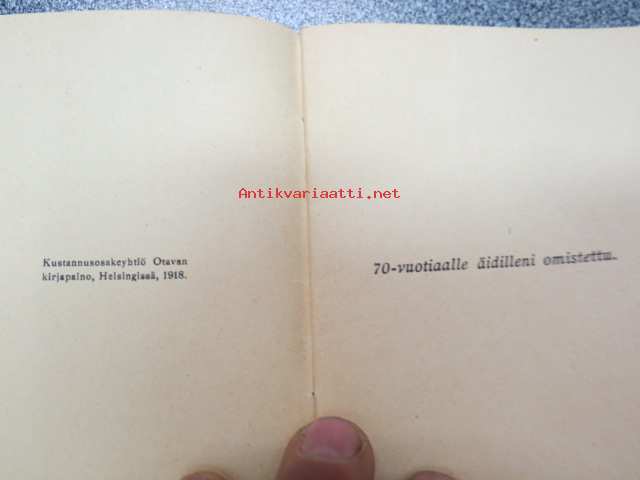 Antikvariaatti.net
Kustannusosakeyhtiö Otavan
kirjapaino, Helsingissä, 1918.
70-vuotiaalle äidilleni omistettu.